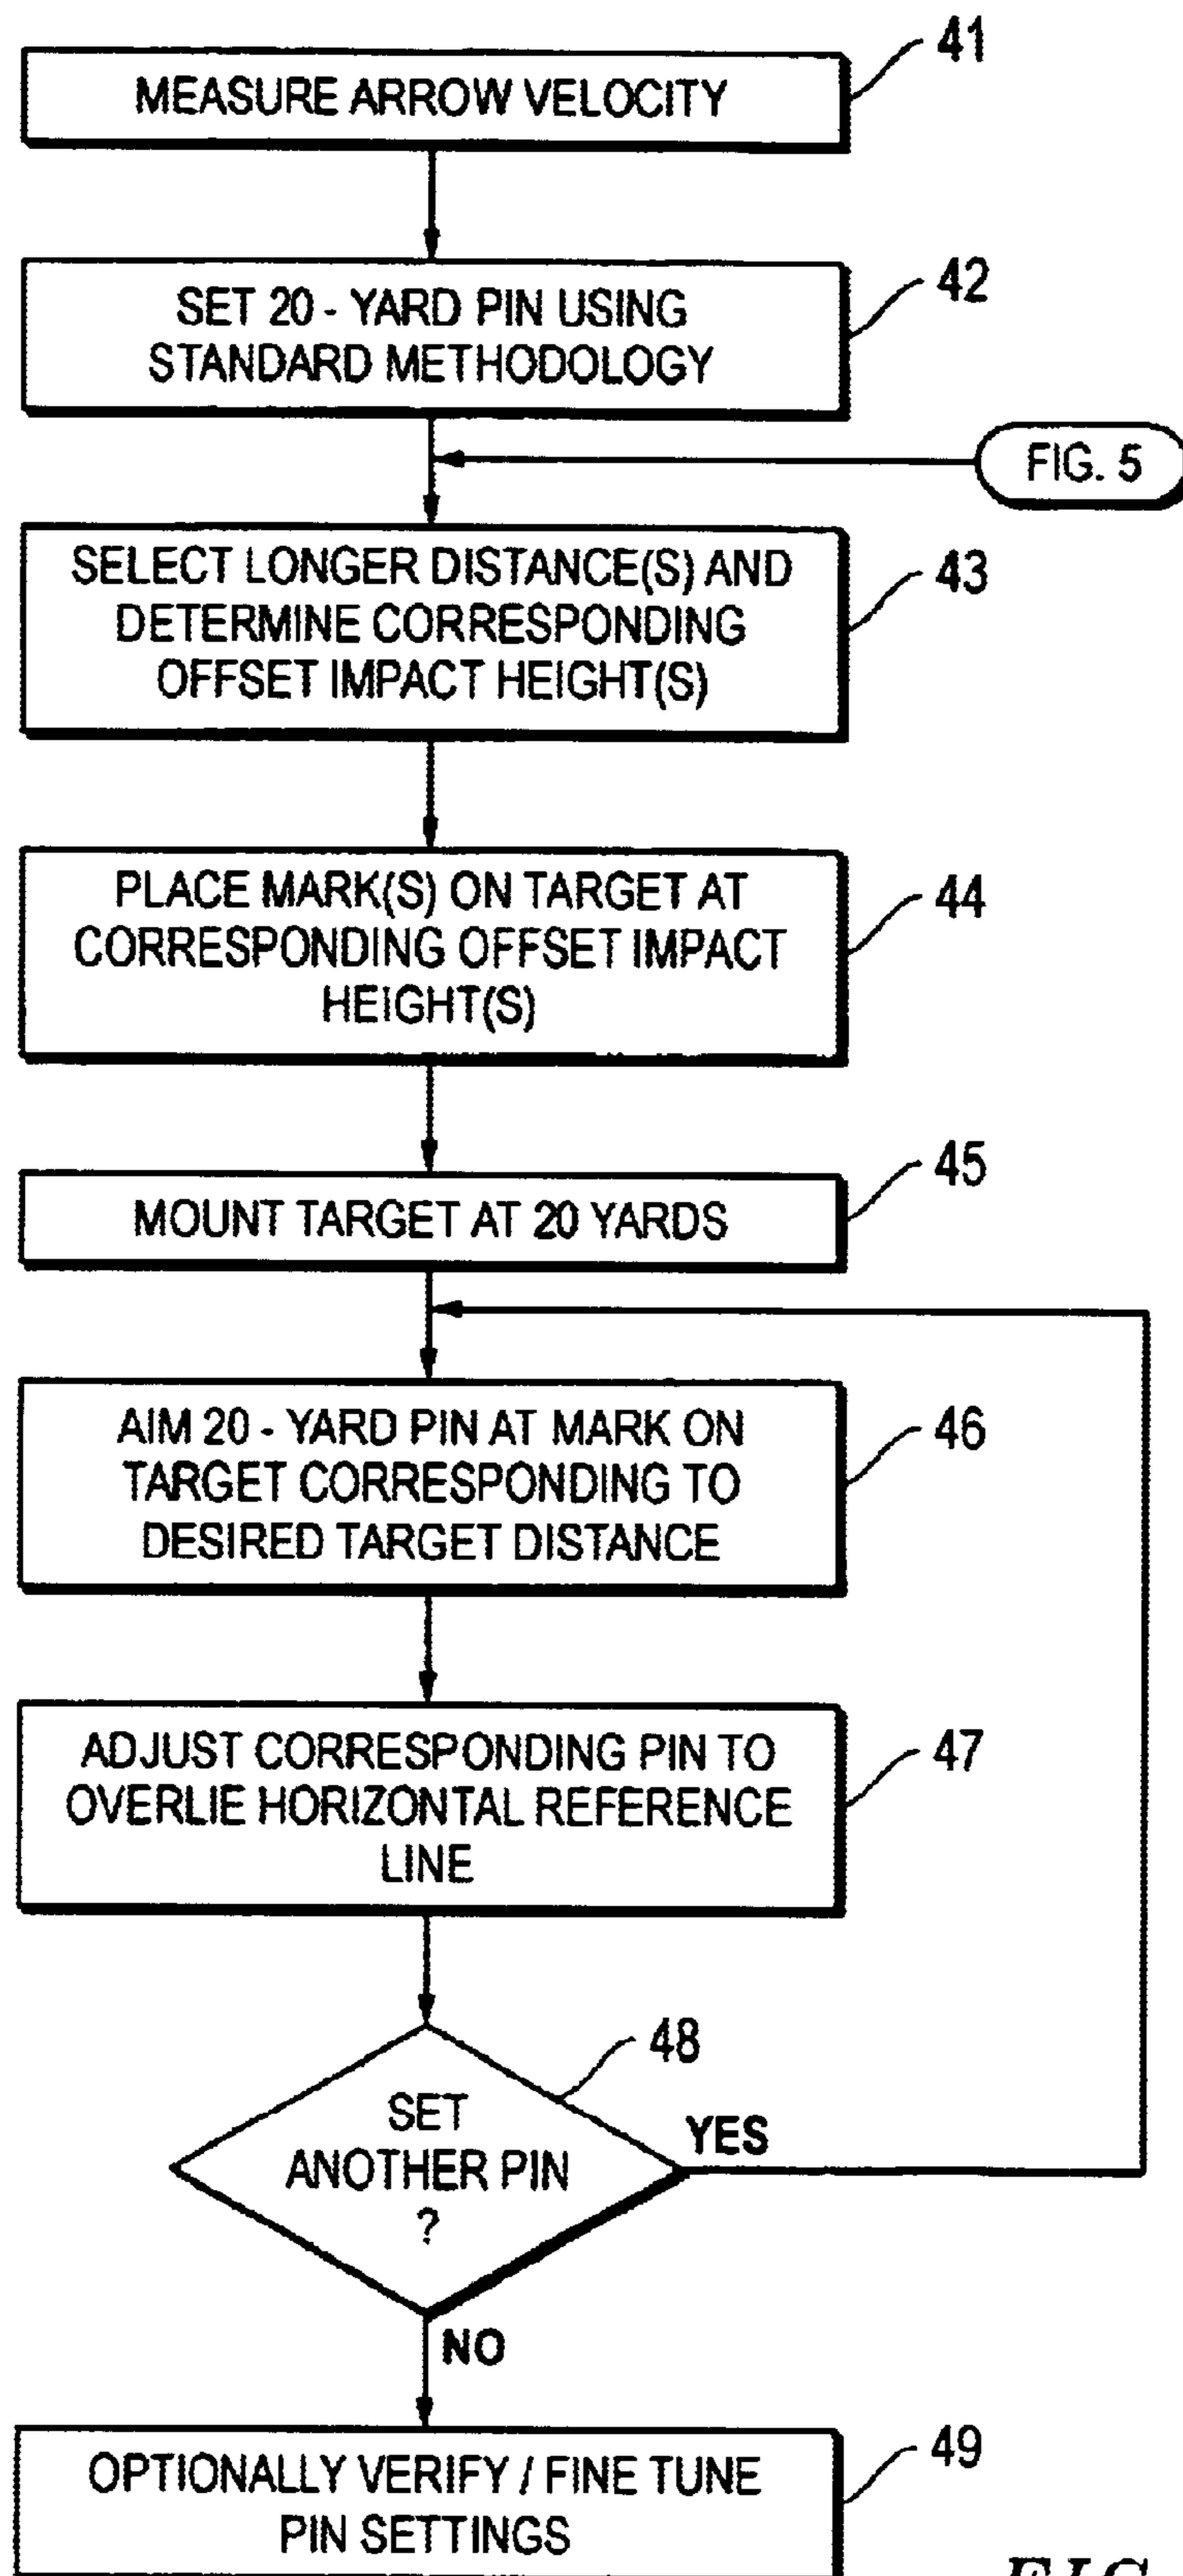 41
MEASURE ARROW VELOCITY
42
SET 20 - YARD PIN USING
STANDARD METHODOLOGY
FIG. 5
43
SELECT LONGER DISTANCE(S) AND
DETERMINE CORRESPONDING
OFFSET IMPACT HEIGHT(S)
44
PLACE MARK(S) ON TARGET AT
CORRESPONDING OFFSET IMPACT
HEIGHT(S)
45
MOUNT TARGET AT 20 YARDS
46
AIM 20 - YARD PIN AT MARK ON
TARGET CORRESPONDING TO
DESIRED TARGET DISTANCE
47
ADJUST CORRESPONDING PIN TO
OVERLIE HORIZONTAL REFERENCE
LINE
48
SET
ANOTHER PIN
?
YES
NO
49
OPTIONALLY VERIFY / FINE TUNE
PIN SETTINGS